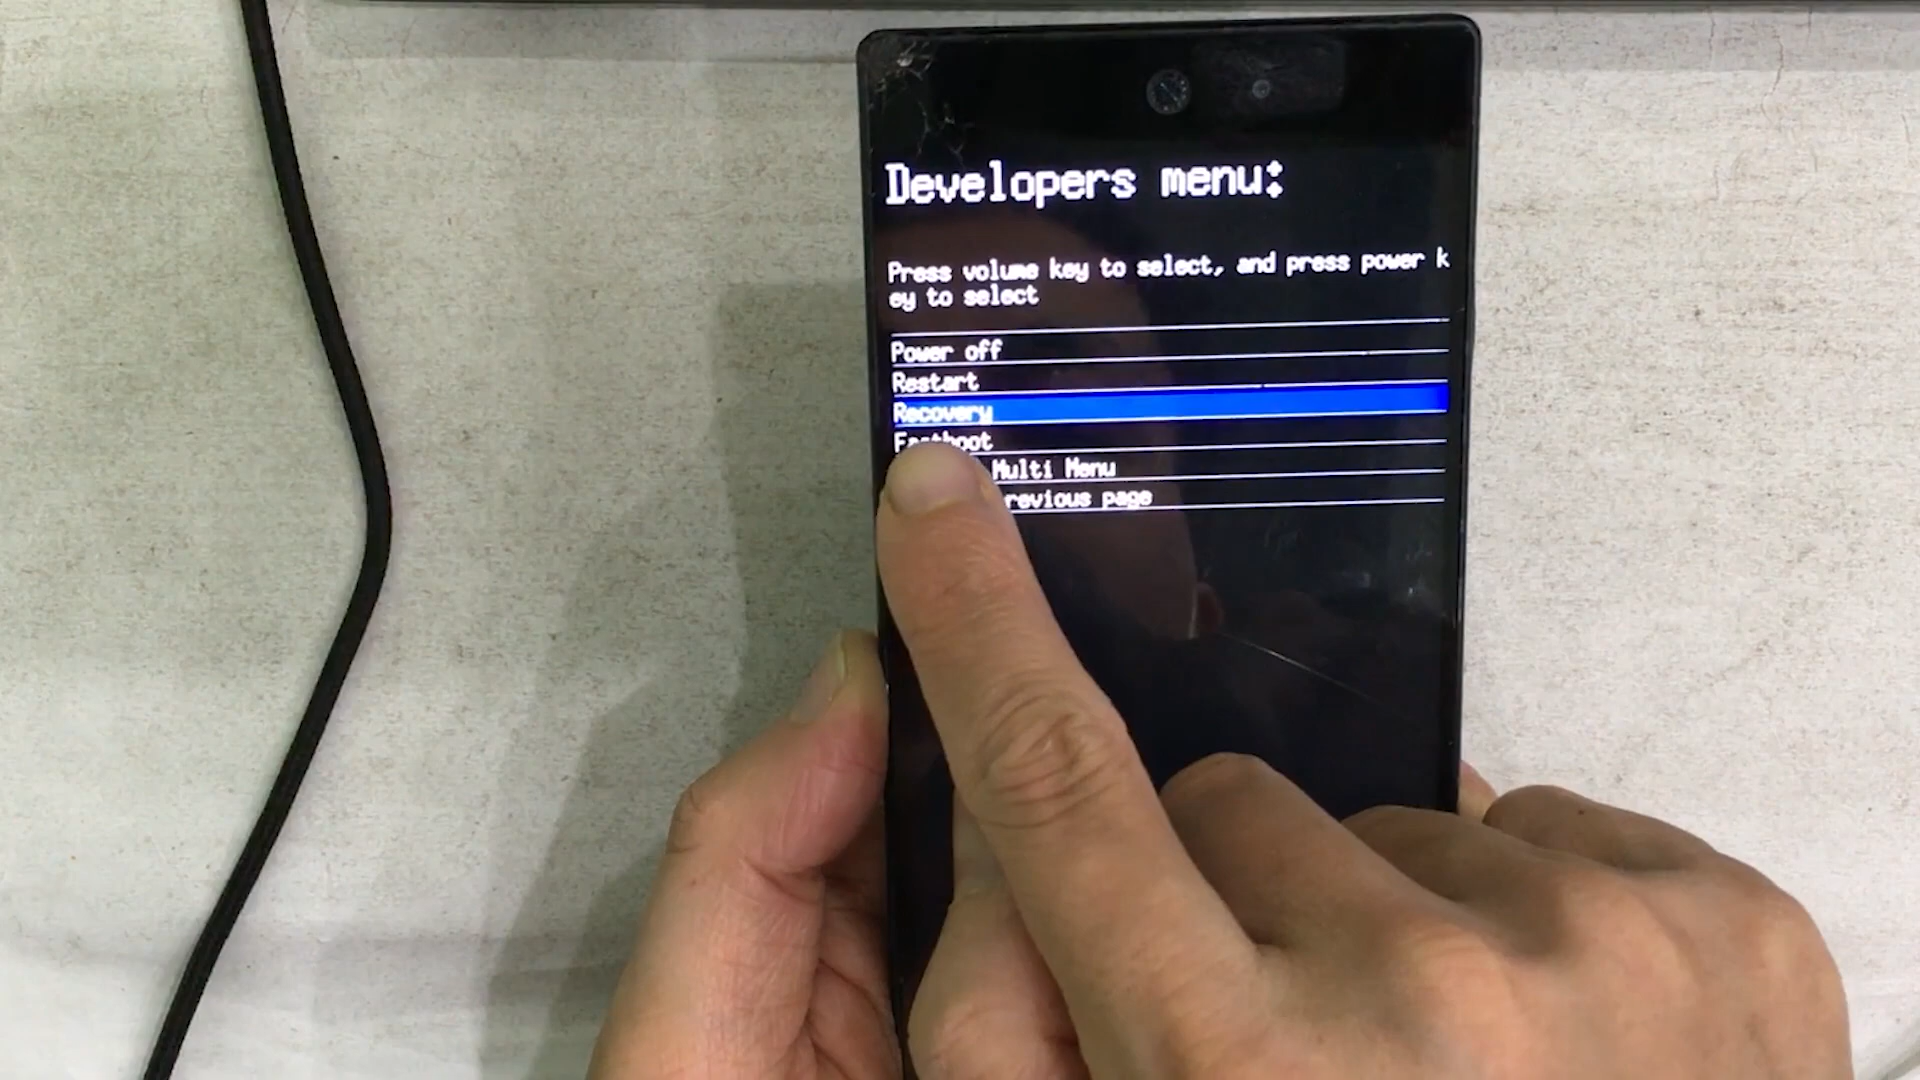 Developers menu:
Press volume key to select, and press power k
ey to select
Power off
Restart
Recovery
Fastboot
Multi Menu
revious page